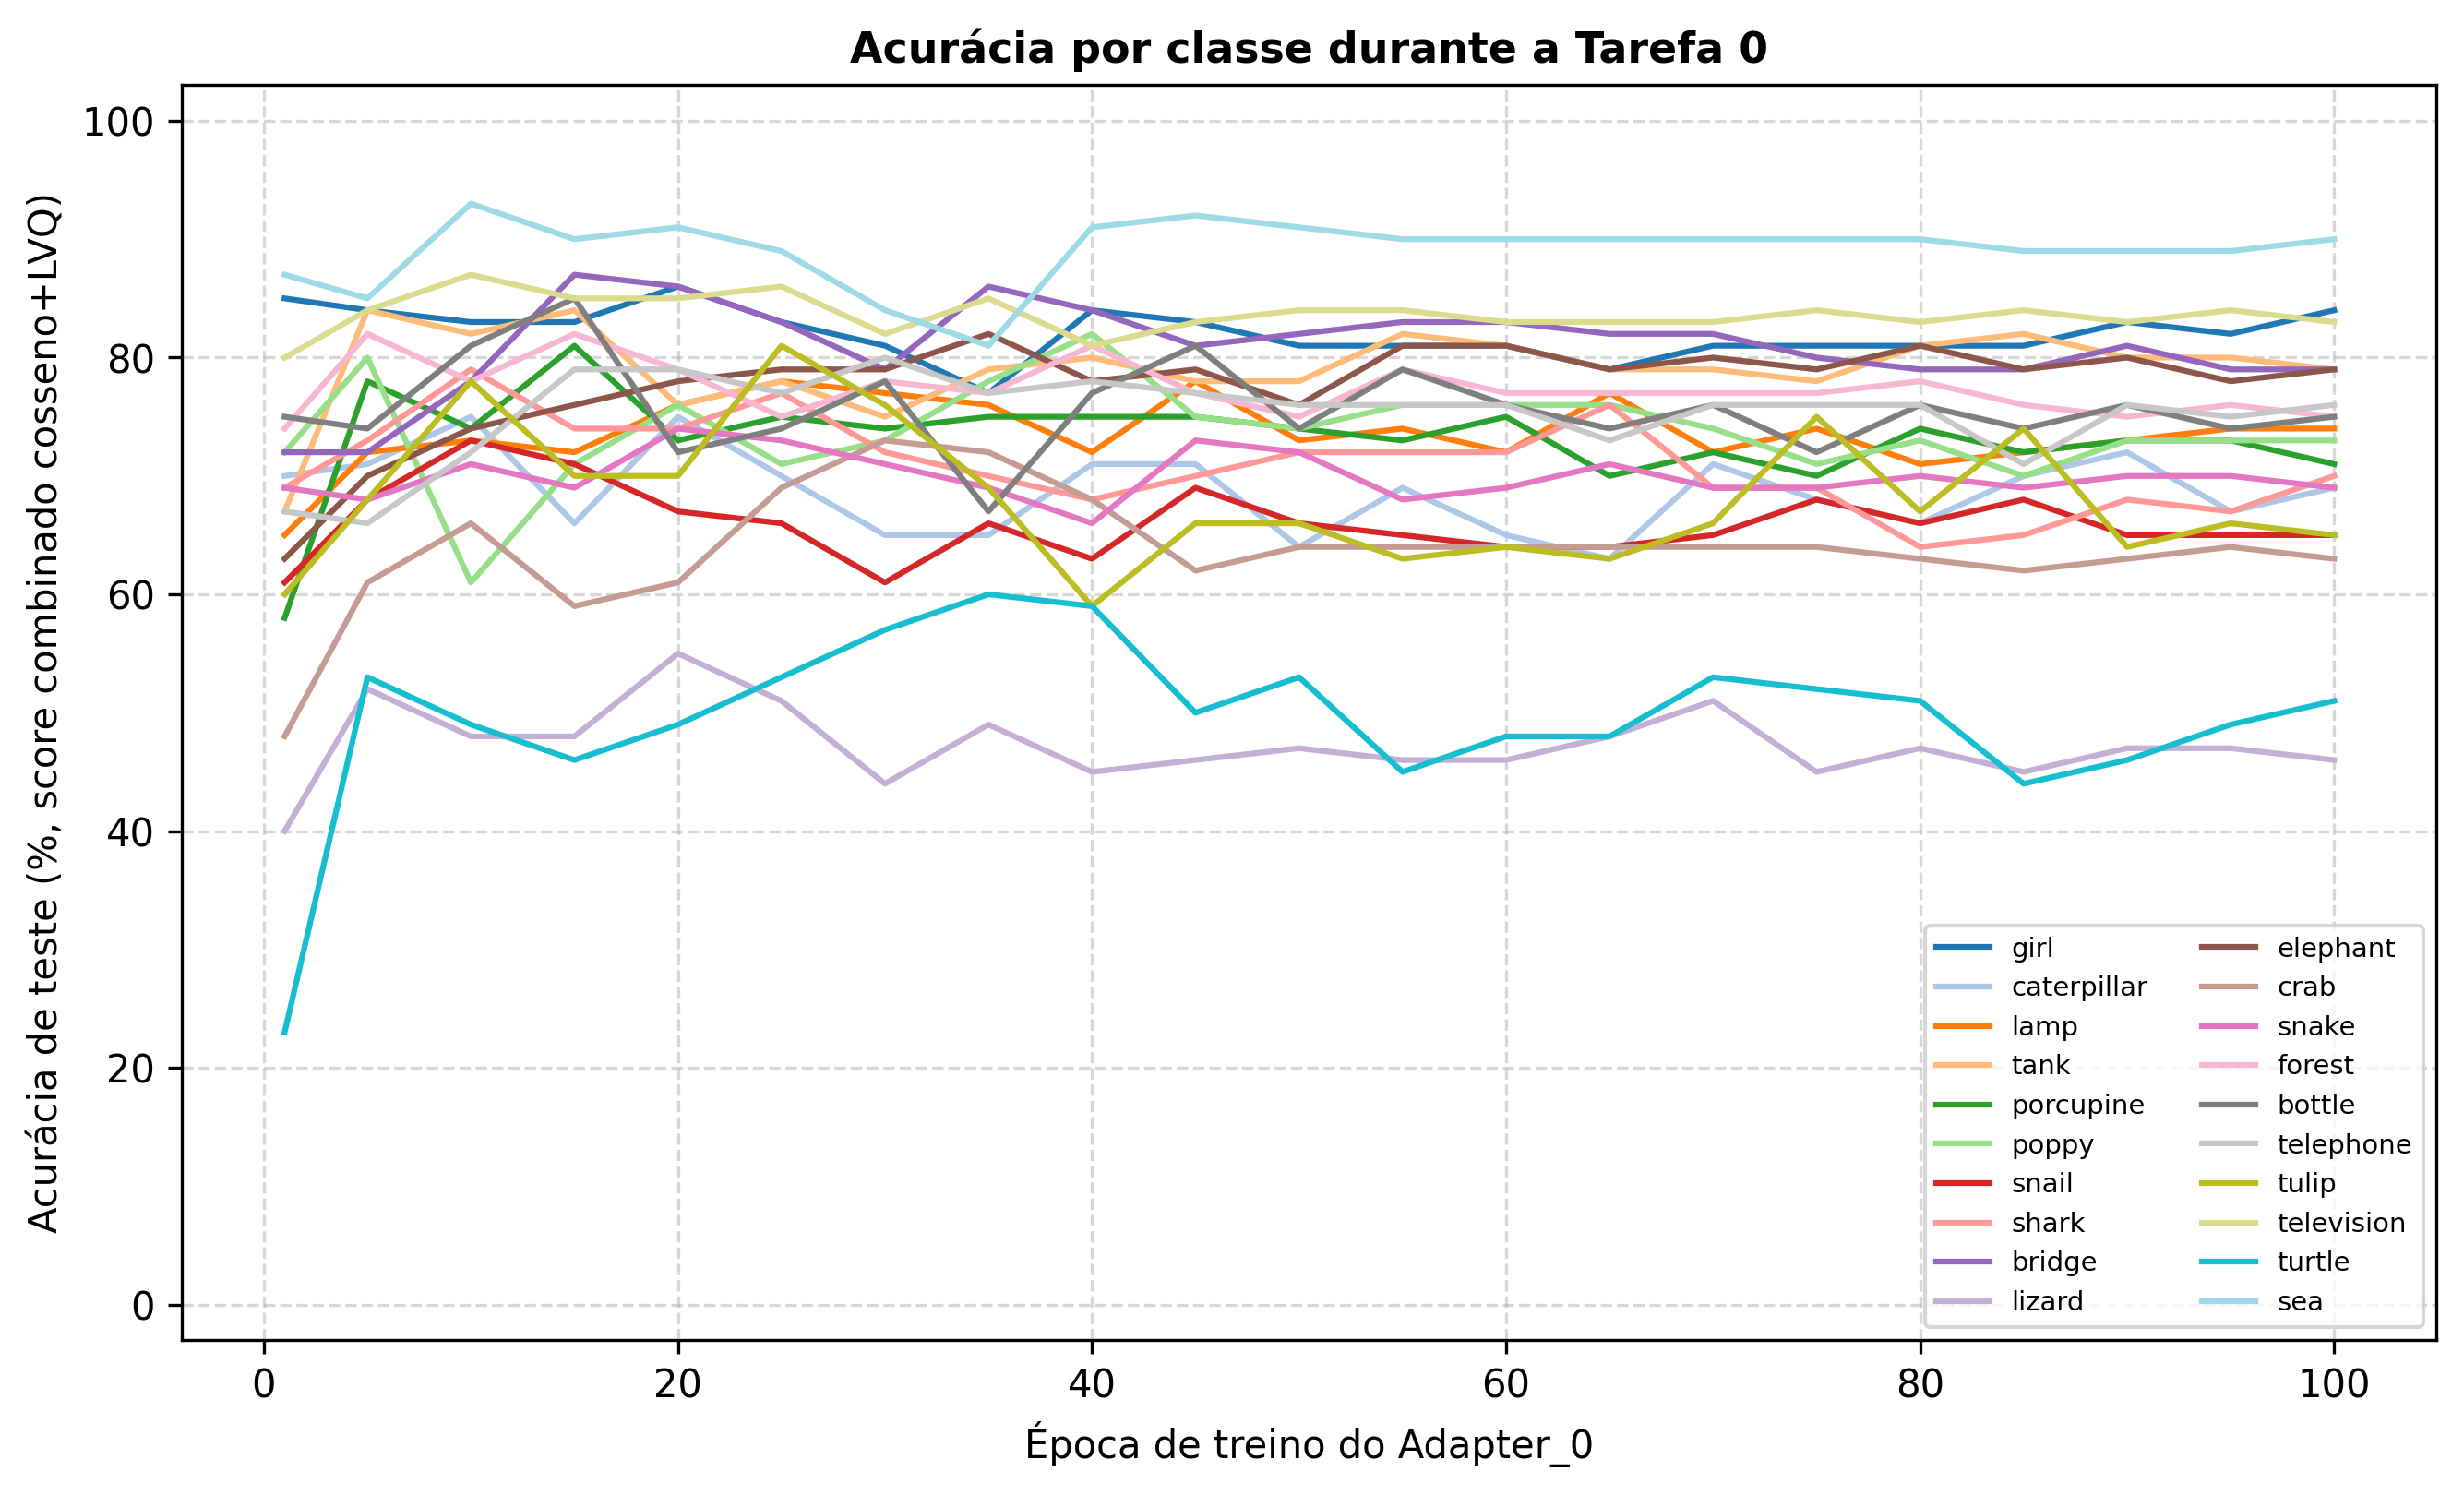 Acurácia por classe durante a Tarefa 0
Acurácia de teste (%, score combinado cosseno+LVQ)
100
80
60
40
20
0
0 20 40 60 80 100
Época de treino do Adapter_0
girl
caterpillar
lamp
tank
porcupine
poppy
snail
shark
bridge
lizard
elephant
crab
snake
forest
bottle
telephone
tulip
television
turtle
sea